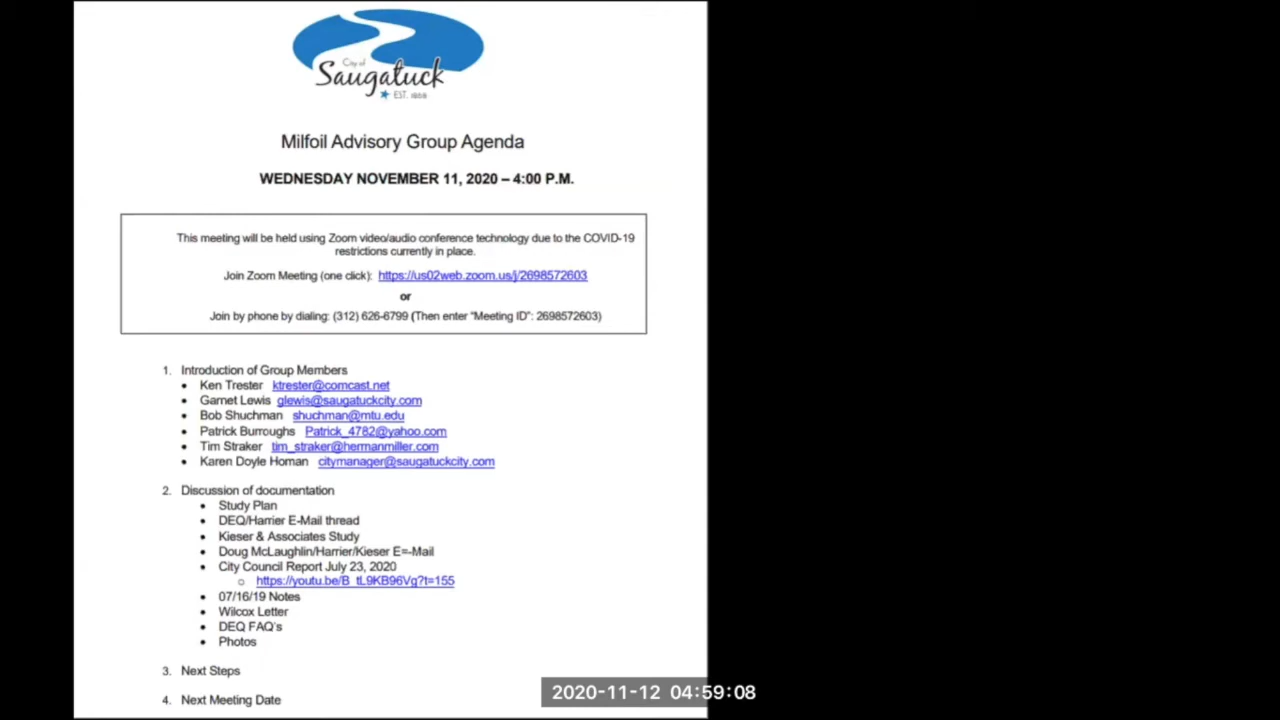 City of
Saugatuck
EST. 1868
Milfoil Advisory Group Agenda
WEDNESDAY NOVEMBER 11, 2020 – 4:00 P.M.
This meeting will be held using Zoom video/audio conference technology due to the COVID-19
restrictions currently in place.
Join Zoom Meeting (one click): https://us02web.zoom.us/j/2698572603
or
Join by phone by dialing: (312) 626-6799 (Then enter "Meeting ID": 2698572603)
1. Introduction of Group Members
• Ken Trester ktrester@comcast.net
• Garnet Lewis glewis@saugatuckcity.com
• Bob Shuchman shuchman@mtu.edu
• Patrick Burroughs Patrick_4782@yahoo.com
• Tim Straker tim_straker@hermanmiller.com
• Karen Doyle Homan citymanager@saugatuckcity.com
2. Discussion of documentation
• Study Plan
• DEQ/Harrier E-Mail thread
• Kieser & Associates Study
• Doug McLaughlin/Harrier/Kieser E=-Mail
• City Council Report July 23, 2020
o https://youtu.be/B_tL9KB96Vg?t=155
• 07/16/19 Notes
• Wilcox Letter
• DEQ FAQ's
• Photos
3. Next Steps
4. Next Meeting Date
2020-11-12 04:59:08